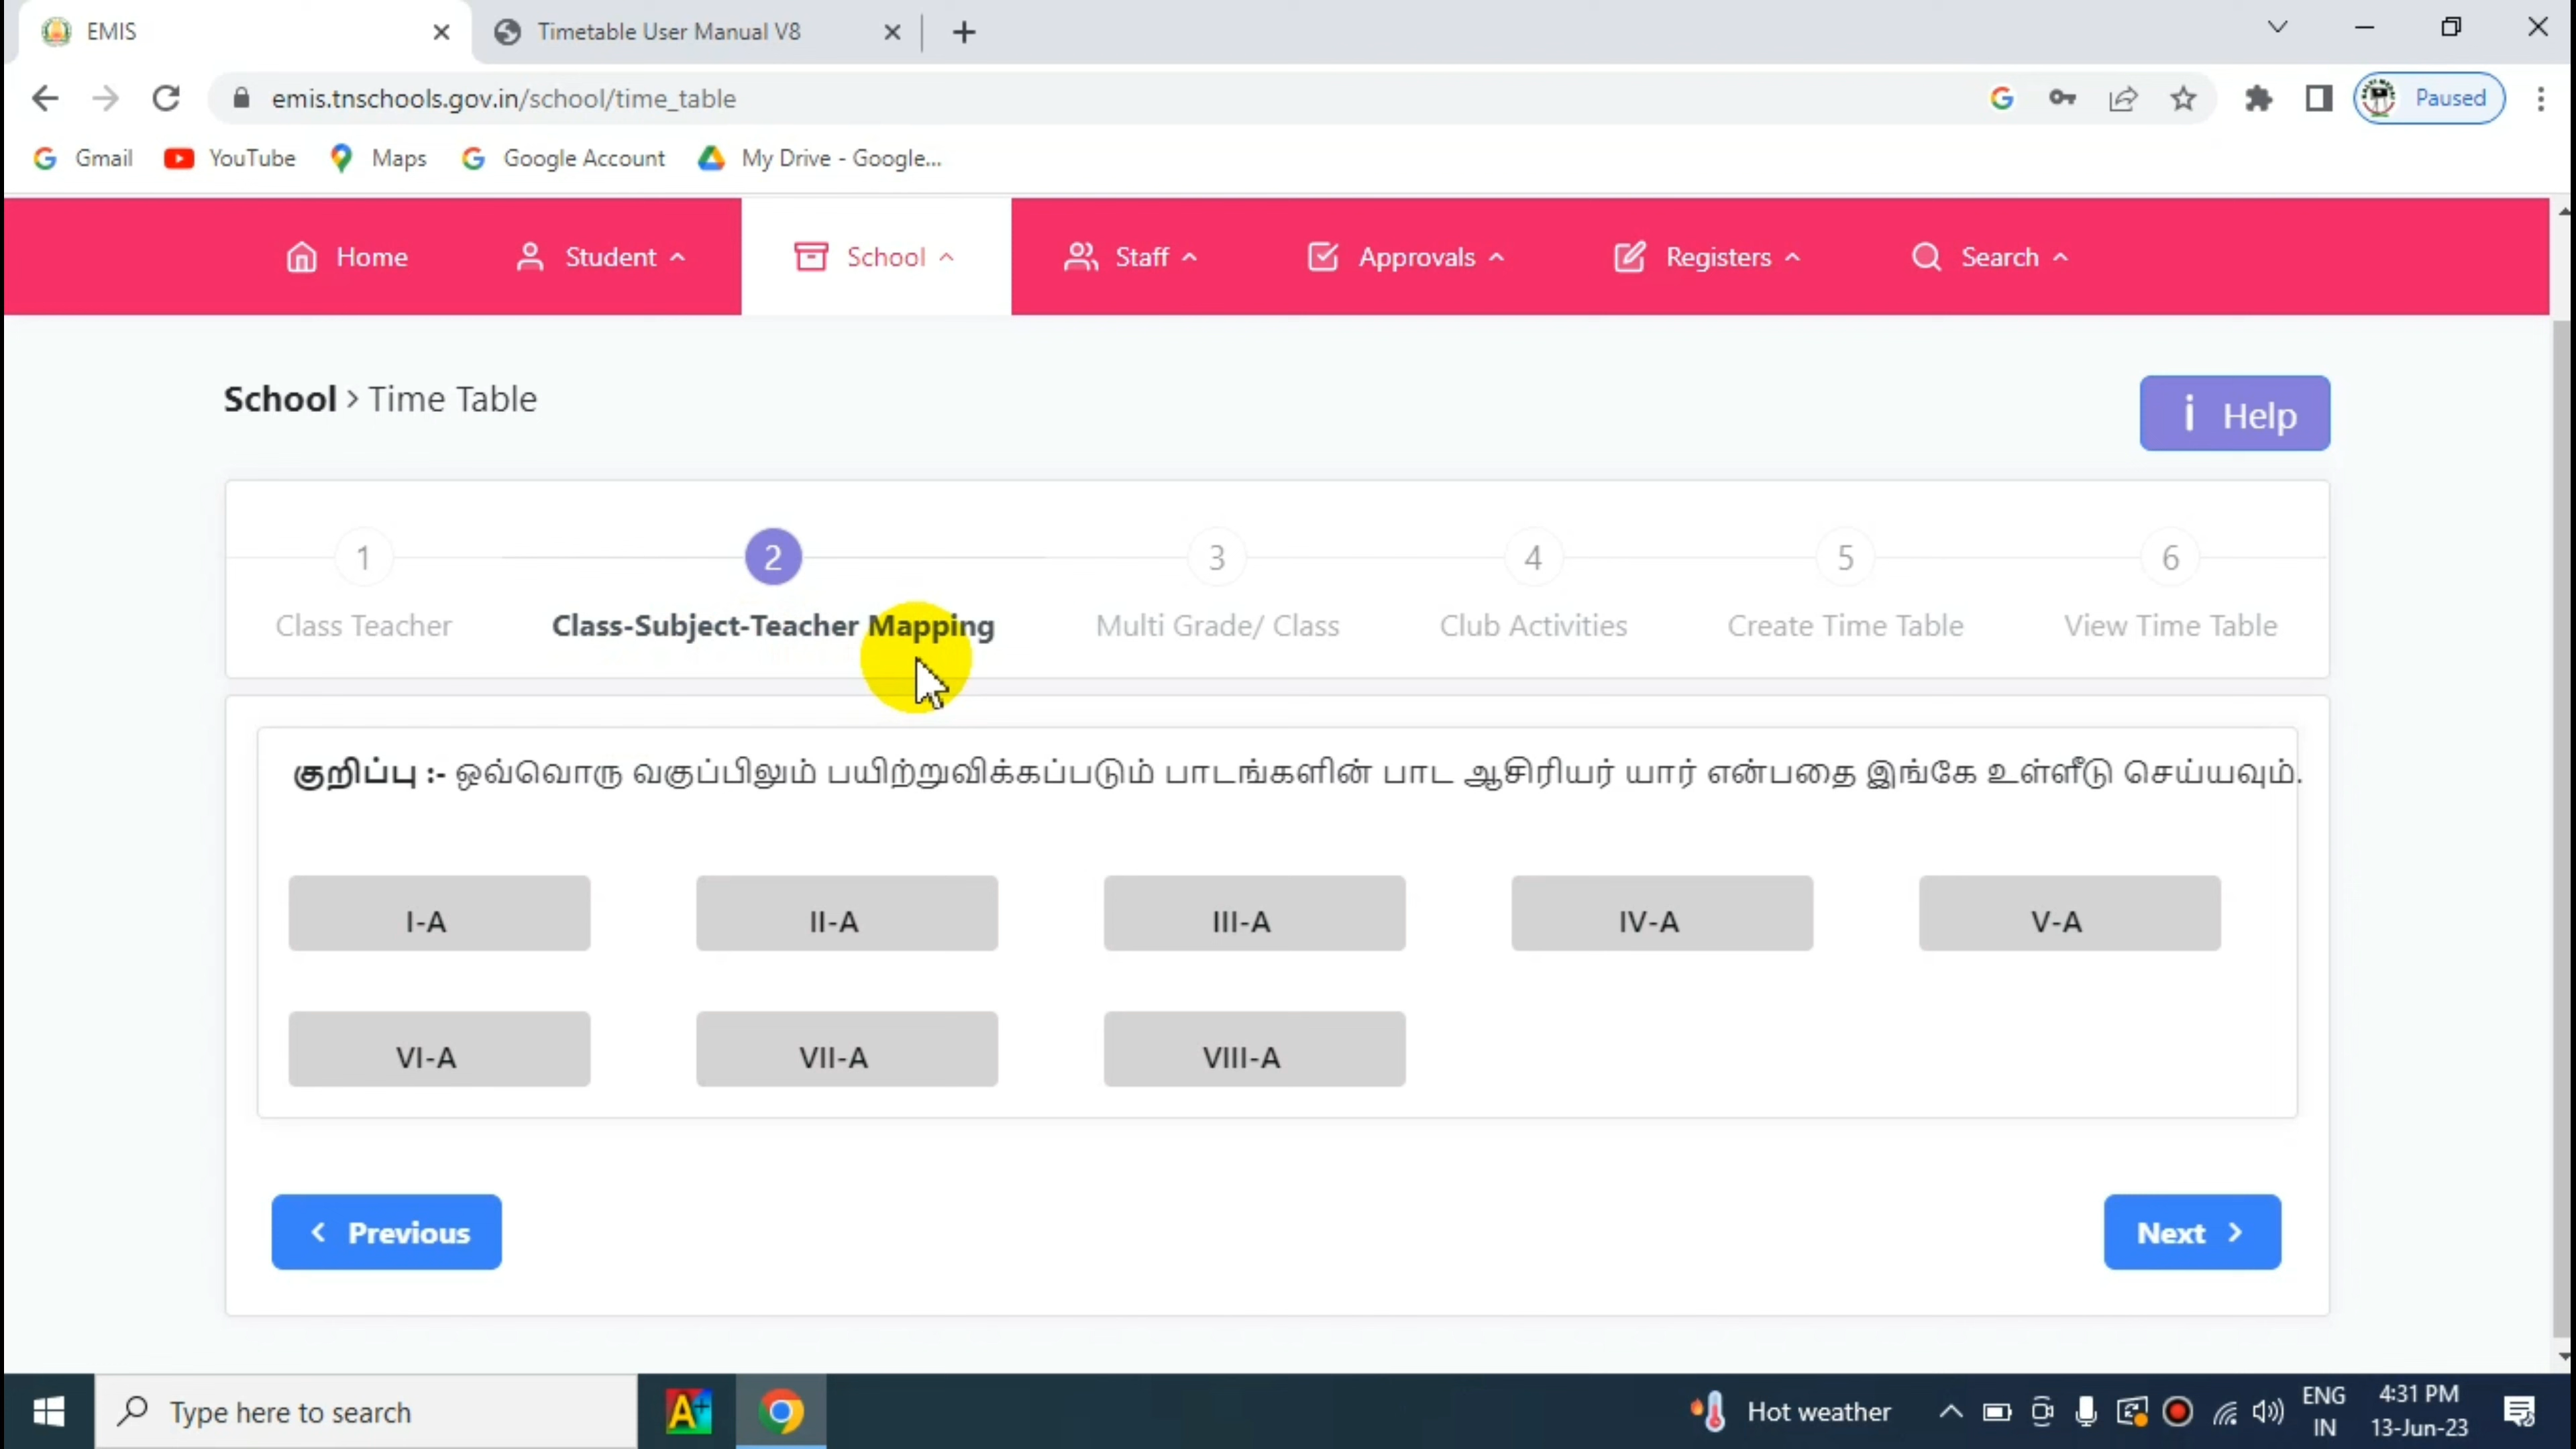 EMIS
Timetable User Manual V8
emis.tnschools.gov.in/school/time_table
Paused
Gmail
YouTube
Maps
Google Account
My Drive - Google...
Home
Student
School
Staff
Approvals
Registers
Search
School > Time Table
i Help
1
2
3
4
5
6
Class Teacher
Class-Subject-Teacher Mapping
Multi Grade/ Class
Club Activities
Create Time Table
View Time Table
குறிப்பு :- ஒவ்வொரு வகுப்பிலும் பயிற்றுவிக்கப்படும் பாடங்களின் பாட ஆசிரியர் யார் என்பதை இங்கே உள்ளீடு செய்யவும்.
I-A
II-A
III-A
IV-A
V-A
VI-A
VII-A
VIII-A
Previous
Next
Type here to search
A+
Hot weather
ENG
IN
4:31 PM
13-Jun-23